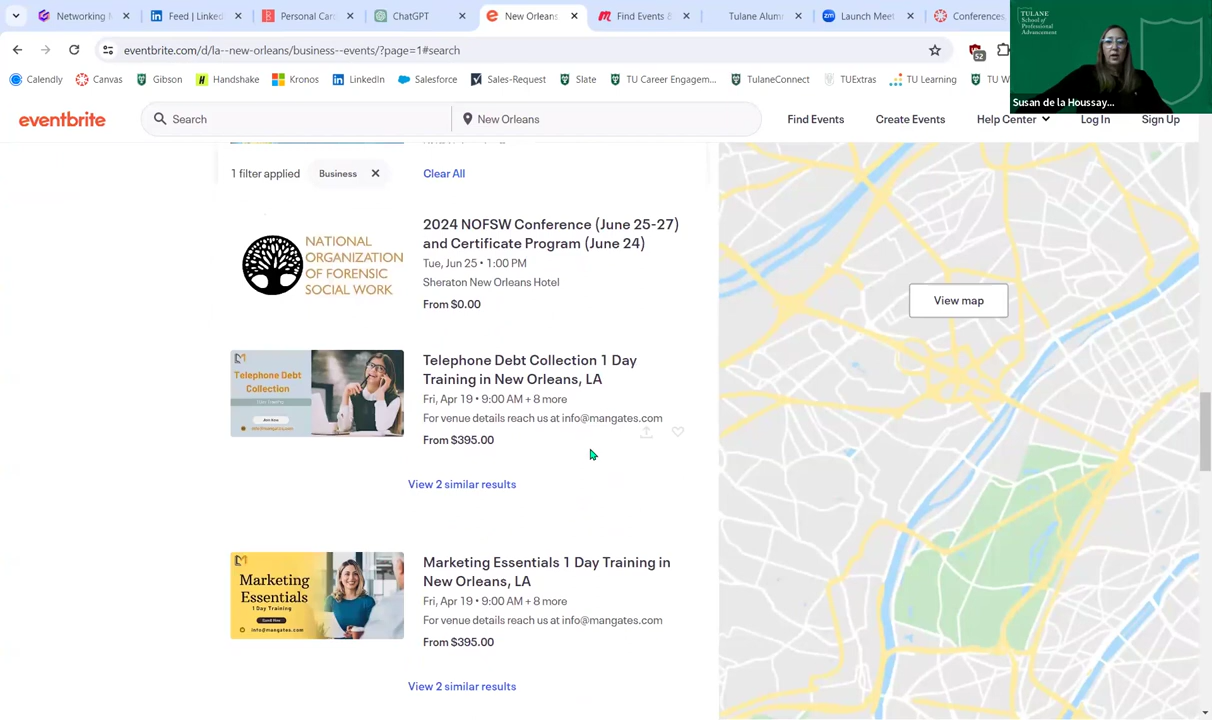 Networking Events in N
Feed | Linked
People | Sales
ChatGPT
New Orleans
Find Events &
Tulane Alumni
Launch Meet
Conferences
eventbrite.com/d/la--new-orleans/business--events/?page=1#search
52
Calendly
Canvas
Gibson
Handshake
Kronos
LinkedIn
Salesforce
Sales-Request
Slate
TU Career Engagem...
TulaneConnect
TUExtras
TU Learning
TU W
TULANE
School of
Professional
Advancement
Susan de la Houssay...
eventbrite
Search
New Orleans
Find Events
Create Events
Help Center
Log In
Sign Up
1 filter applied
Business
Clear All
NATIONAL
ORGANIZATION
OF FORENSIC
SOCIAL WORK
2024 NOFSW Conference (June 25-27)
and Certificate Program (June 24)
Tue, Jun 25 • 1:00 PM
Sheraton New Orleans Hotel
From $0.00
View map
Telephone Debt
Collection
Telephone Debt Collection 1 Day
Training in New Orleans, LA
Fri, Apr 19 • 9:00 AM + 8 more
For venue details reach us at info@mangates.com
From $395.00
View 2 similar results
Marketing
Essentials
1 Day Training
info@mangates.com
Marketing Essentials 1 Day Training in
New Orleans, LA
Fri, Apr 19 • 9:00 AM + 8 more
For venue details reach us at info@mangates.com
From $395.00
View 2 similar results